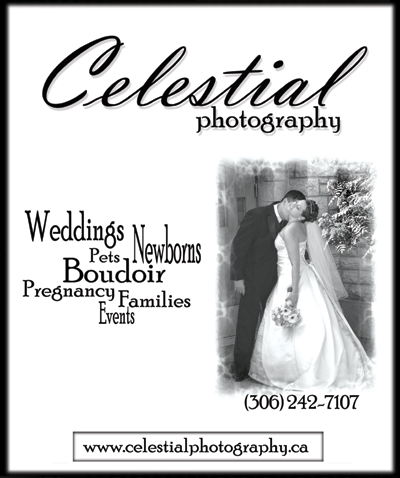 Celestial
photography
Weddings
Newborns
Pets
Boudoir
Pregnancy
Families
Events
(306) 242-7107
www.celestialphotography.ca